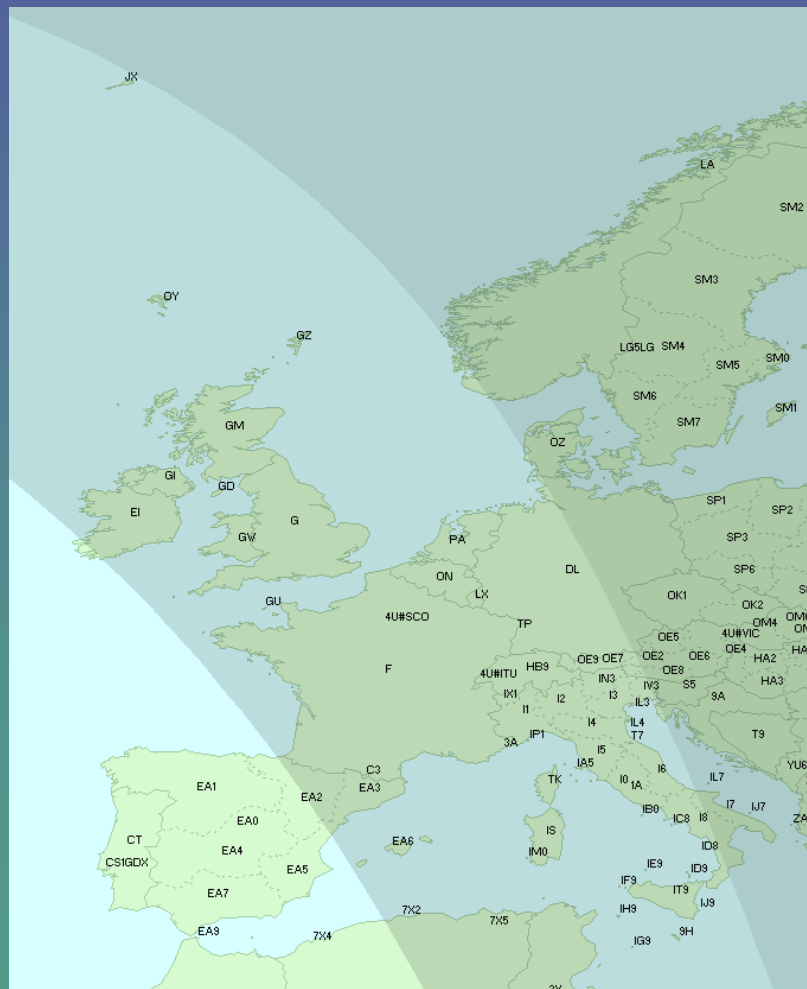 JX
LA
SM2
SM3
OY
GZ
LG5LG SM4
SM0
SM5
SM6
SM1
SM7
GM
OZ
GI
GD
EI
G
GW
SP1
SP2
SP3
PA
DL
SP6
ON
LX
OK1
GU
OK2
4U#SCO
TP
OM4
4U#VIC
OE5
OE4
OE9 OE7
OE2
OE6
HA2
F
4U#ITU
HB9
OE8
IN3
IV3
S5
HA3
IX1
I2
I3
9A
IL3
I1
I4
IL4
IP1
T7
T9
3A
I5
IA5
I6
YU6
C3
TK
I0
1A
IL7
EA1
EA2
EA3
IB0
I7
IJ7
EA0
IC8
I8
CT
EA6
IS
IM0
ID8
EA4
CS1GDX
EA5
IE9
ID9
IF9
IT9
EA7
7X2
IH9
IJ9
7X5
EA9
7X4
9H
IG9